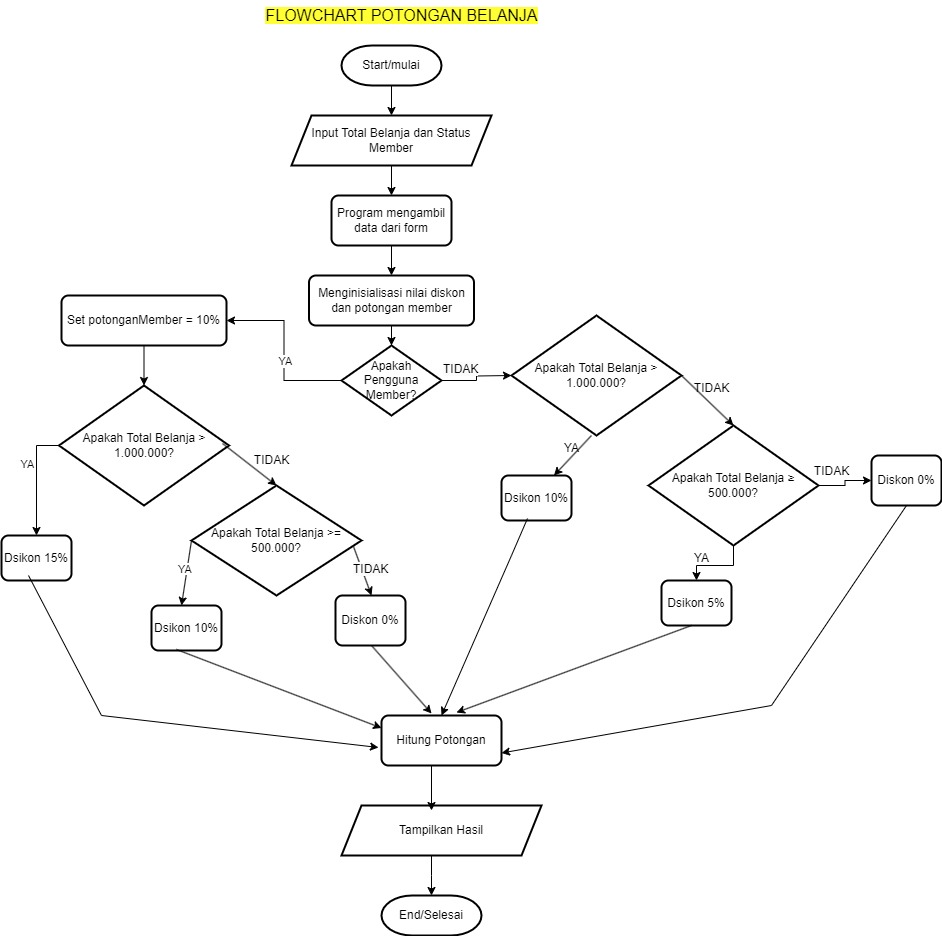 FLOWCHART POTONGAN BELANJA
Start/mulai
Input Total Belanja dan Status
Member
Program mengambil
data dari form
Menginisialisasi nilai diskon
dan potongan member
Set potonganMember = 10%
YA
Apakah
Pengguna
Member?
TIDAK
Apakah Total Belanja >
1.000.000?
TIDAK
Apakah Total Belanja >
1.000.000?
YA
TIDAK
YA
Dsikon 10%
Apakah Total Belanja ≥
500.000?
TIDAK
Diskon 0%
Apakah Total Belanja >=
500.000?
Dsikon 15%
YA
TIDAK
YA
Dsikon 5%
Dsikon 10%
Diskon 0%
Hitung Potongan
Tampilkan Hasil
End/Selesai